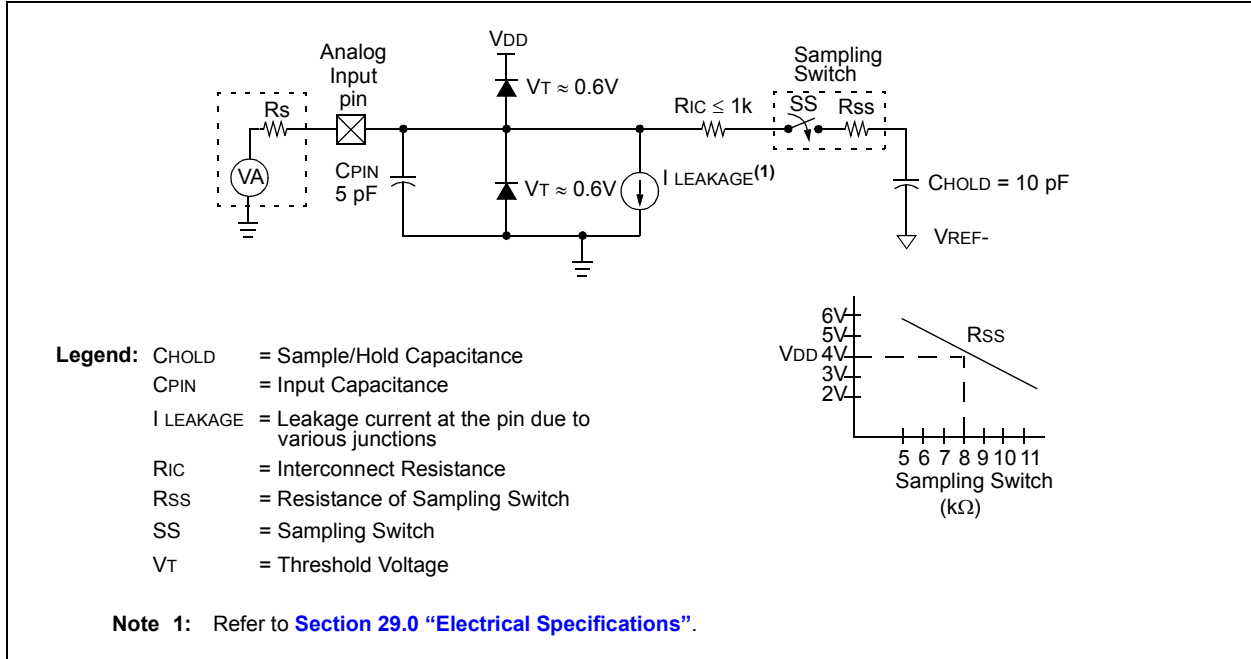 VDD
Analog
Input
pin
Sampling
Switch
VT ≈ 0.6V
Rs
RIC ≤ 1k
SS
Rss
VA
CPIN
5 pF
VT ≈ 0.6V
I LEAKAGE(1)
CHOLD = 10 pF
VREF-
6V
5V
VDD 4V
3V
2V
RSS
5 6 7 8 9 10 11
Sampling Switch
(kΩ)
Legend: CHOLD = Sample/Hold Capacitance
CPIN = Input Capacitance
I LEAKAGE = Leakage current at the pin due to
various junctions
RIC = Interconnect Resistance
RSS = Resistance of Sampling Switch
SS = Sampling Switch
VT = Threshold Voltage
Note 1: Refer to Section 29.0 “Electrical Specifications”.